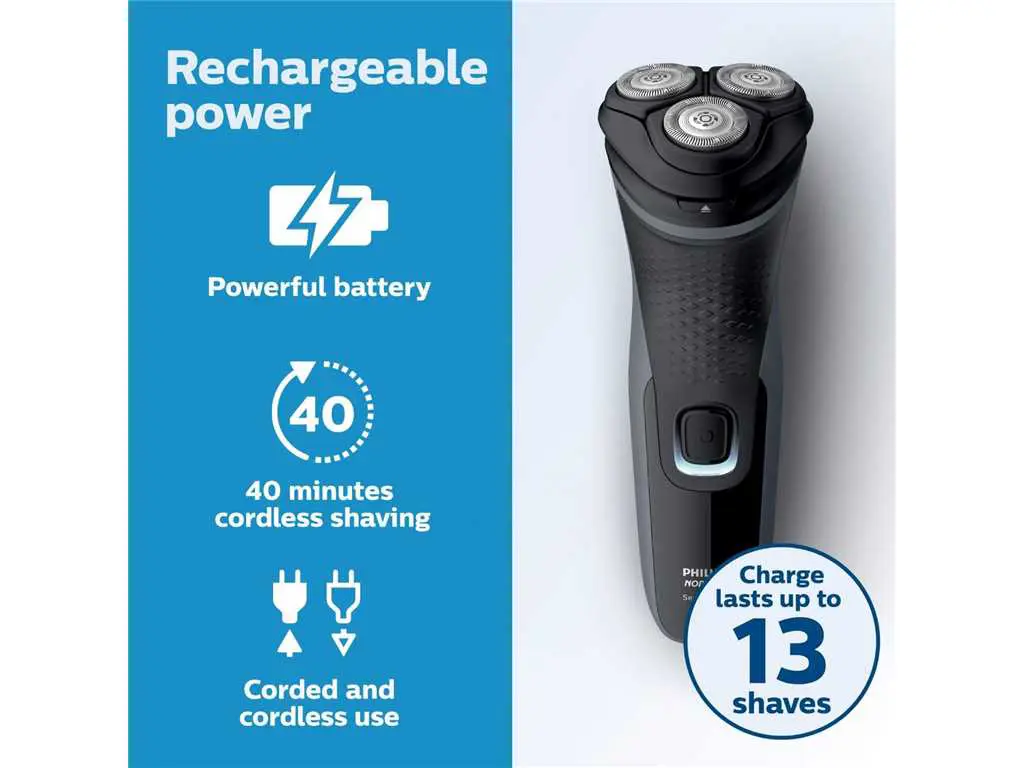 Rechargeable
power
Powerful battery
40
40 minutes
cordless shaving
Corded and
cordless use
Charge
lasts up to
13
shaves